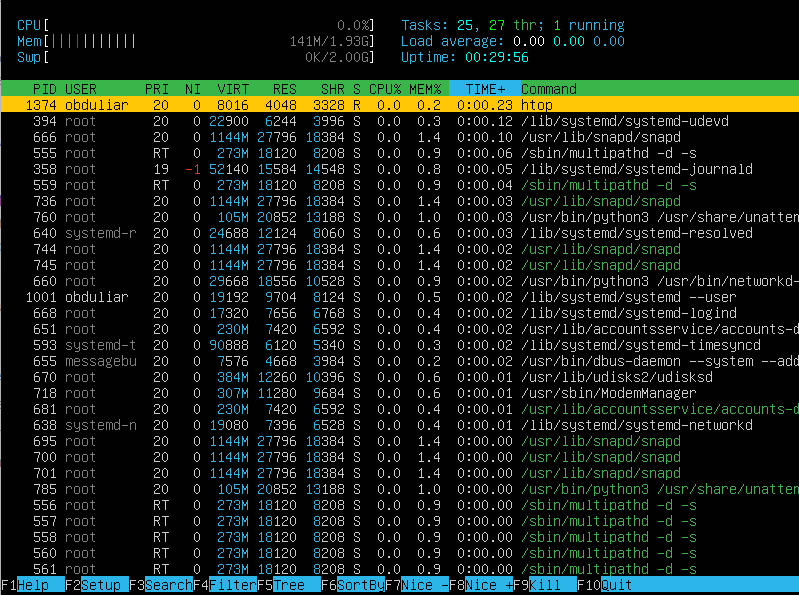 CPU[ 0.0%] Tasks: 25, 27 thr; 1 running
Mem[||||||||||| 141M/1.93G] Load average: 0.00 0.00 0.00
Swp[ 0K/2.00G] Uptime: 00:29:56
PID USER PRI NI VIRT RES SHR S CPU% MEM% TIME+ Command
1374 obduliar 20 0 8016 4048 3328 R 0.0 0.2 0:00.23 htop
394 root 20 0 22900 6244 3996 S 0.0 0.3 0:00.12 /lib/systemd/systemd-udevd
666 root 20 0 1144M 27796 18384 S 0.0 1.4 0:00.10 /usr/lib/snapd/snapd
555 root RT 0 273M 18120 8208 S 0.0 0.9 0:00.06 /sbin/multipathd -d -s
358 root 19 -1 52140 15584 14548 S 0.0 0.8 0:00.05 /lib/systemd/systemd-journald
559 root RT 0 273M 18120 8208 S 0.0 0.9 0:00.04 /sbin/multipathd -d -s
736 root 20 0 1144M 27796 18384 S 0.0 1.4 0:00.03 /usr/lib/snapd/snapd
760 root 20 0 105M 20852 13188 S 0.0 1.0 0:00.03 /usr/bin/python3 /usr/share/unatten
640 systemd-r 20 0 24688 12124 8060 S 0.0 0.6 0:00.03 /lib/systemd/systemd-resolved
744 root 20 0 1144M 27796 18384 S 0.0 1.4 0:00.02 /usr/lib/snapd/snapd
745 root 20 0 1144M 27796 18384 S 0.0 1.4 0:00.02 /usr/lib/snapd/snapd
660 root 20 0 29668 18556 10528 S 0.0 0.9 0:00.02 /usr/bin/python3 /usr/bin/networkd-
1001 obduliar 20 0 19192 9704 8124 S 0.0 0.5 0:00.02 /lib/systemd/systemd --user
668 root 20 0 17320 7656 6768 S 0.0 0.4 0:00.02 /lib/systemd/systemd-logind
651 root 20 0 230M 7420 6592 S 0.0 0.4 0:00.02 /usr/lib/accountsservice/accounts-d
593 systemd-t 20 0 90888 6120 5340 S 0.0 0.3 0:00.02 /lib/systemd/systemd-timesyncd
655 messagebu 20 0 7576 4668 3984 S 0.0 0.2 0:00.02 /usr/bin/dbus-daemon --system --add
670 root 20 0 384M 12260 10396 S 0.0 0.6 0:00.01 /usr/lib/udisks2/udisksd
718 root 20 0 307M 11280 9684 S 0.0 0.6 0:00.01 /usr/sbin/ModemManager
681 root 20 0 230M 7420 6592 S 0.0 0.4 0:00.01 /usr/lib/accountsservice/accounts-d
638 systemd-n 20 0 19080 7396 6528 S 0.0 0.4 0:00.01 /lib/systemd/systemd-networkd
695 root 20 0 1144M 27796 18384 S 0.0 1.4 0:00.00 /usr/lib/snapd/snapd
700 root 20 0 1144M 27796 18384 S 0.0 1.4 0:00.00 /usr/lib/snapd/snapd
701 root 20 0 1144M 27796 18384 S 0.0 1.4 0:00.00 /usr/lib/snapd/snapd
785 root 20 0 105M 20852 13188 S 0.0 1.0 0:00.00 /usr/bin/python3 /usr/share/unatten
556 root RT 0 273M 18120 8208 S 0.0 0.9 0:00.00 /sbin/multipathd -d -s
557 root RT 0 273M 18120 8208 S 0.0 0.9 0:00.00 /sbin/multipathd -d -s
558 root RT 0 273M 18120 8208 S 0.0 0.9 0:00.00 /sbin/multipathd -d -s
560 root RT 0 273M 18120 8208 S 0.0 0.9 0:00.00 /sbin/multipathd -d -s
561 root RT 0 273M 18120 8208 S 0.0 0.9 0:00.00 /sbin/multipathd -d -s
F1Help F2Setup F3SearchF4FilterF5Tree F6SortByF7Nice -F8Nice +F9Kill F10Quit